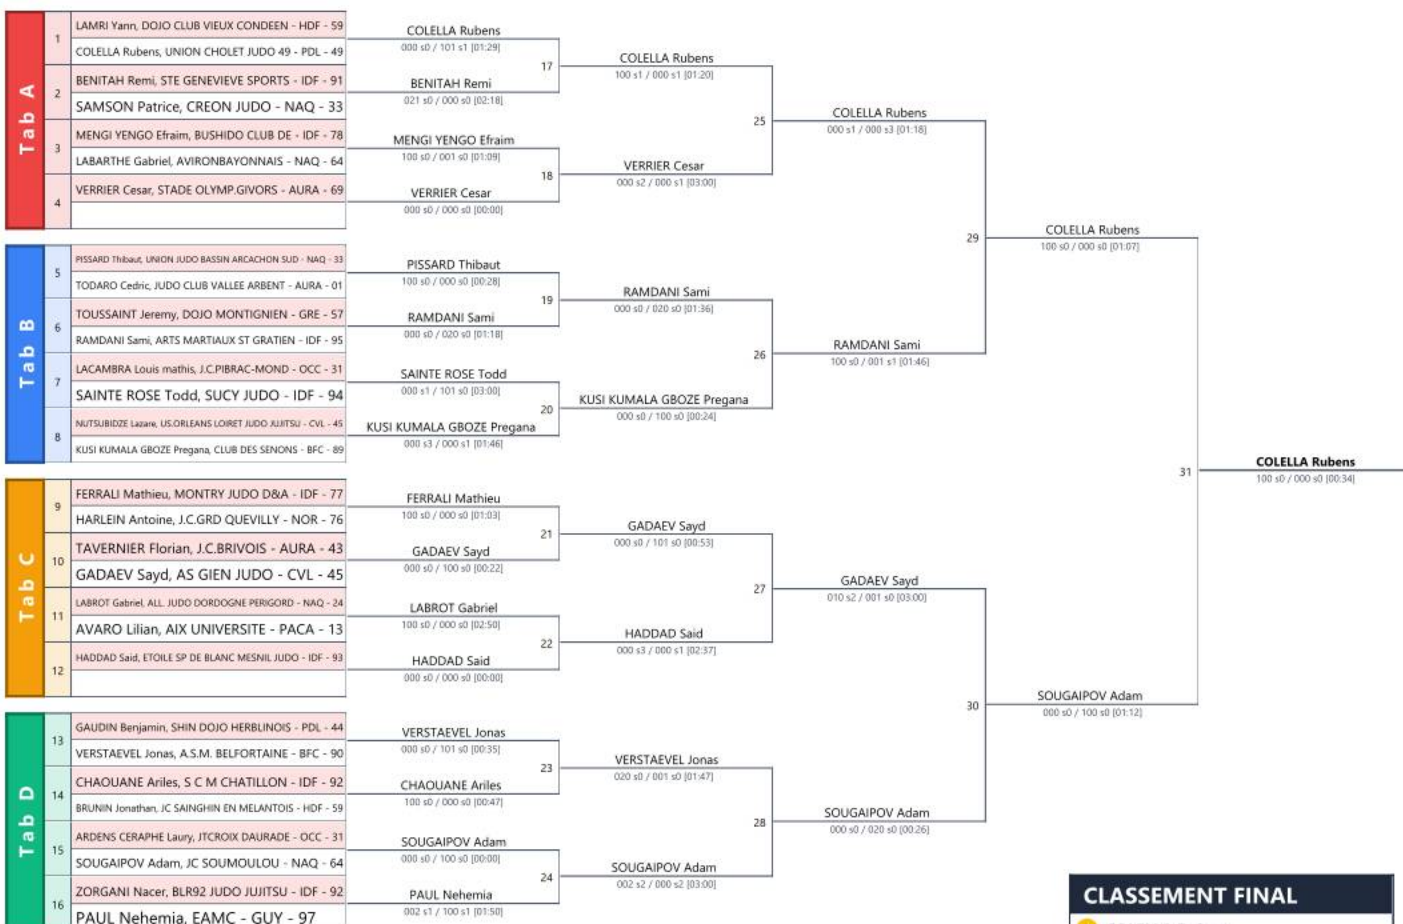 Tab A
1
LAMRI Yann, DOJO CLUB VIEUX CONDEEN - HDF - 59
COLELLA Rubens, UNION CHOLET JUDO 49 - PDL - 49
2
BENITAH Remi, STE GENEVIEVE SPORTS - IDF - 91
SAMSON Patrice, CREON JUDO - NAQ - 33
3
MENGI YENGO Efraim, BUSHIDO CLUB DE - IDF - 78
LABARTHE Gabriel, AVIRONBAYONNAIS - NAQ - 64
4
VERRIER Cesar, STADE OLYMP.GIVORS - AURA - 69
Tab B
5
PISSARD Thibaut, UNION JUDO BASSIN ARCACHON SUD - NAQ - 33
TODARO Cedric, JUDO CLUB VALLEE ARBENT - AURA - 01
6
TOUSSAINT Jeremy, DOJO MONTIGNIEN - GRE - 57
RAMDANI Sami, ARTS MARTIAUX ST GRATIEN - IDF - 95
7
LACAMBRA Louis mathis, J.C.PIBRAC-MOND - OCC - 31
SAINTE ROSE Todd, SUCY JUDO - IDF - 94
8
NUTSUBIDZE Lazare, US.ORLEANS LOIRET JUDO JUJITSU - CVL - 45
KUSI KUMALA GBOZE Pregana, CLUB DES SENONS - BFC - 89
Tab C
9
FERRALI Mathieu, MONTRY JUDO D&A - IDF - 77
HARLEIN Antoine, J.C.GRD QUEVILLY - NOR - 76
10
TAVERNIER Florian, J.C.BRIVOIS - AURA - 43
GADAEV Sayd, AS GIEN JUDO - CVL - 45
11
LABROT Gabriel, ALL. JUDO DORDOGNE PERIGORD - NAQ - 24
AVARO Lilian, AIX UNIVERSITE - PACA - 13
12
HADDAD Said, ETOILE SP DE BLANC MESNIL JUDO - IDF - 93
Tab D
13
GAUDIN Benjamin, SHIN DOJO HERBLINOIS - PDL - 44
VERSTAEVEL Jonas, A.S.M. BELFORTAINE - BFC - 90
14
CHAOUANE Ariles, S C M CHATILLON - IDF - 92
BRUNIN Jonathan, JC SAINGHIN EN MELANTOIS - HDF - 59
15
ARDENS CERAPHE Laury, JTCROIX DAURADE - OCC - 31
SOUGAIPOV Adam, JC SOUMOULOU - NAQ - 64
16
ZORGANI Nacer, BLR92 JUDO JUJITSU - IDF - 92
PAUL Nehemia, EAMC - GUY - 97
COLELLA Rubens
000 s0 / 101 s1 [01:29]
17
BENITAH Remi
021 s0 / 000 s0 [02:18]
MENGI YENGO Efraim
100 s0 / 001 s0 [01:09]
18
VERRIER Cesar
000 s0 / 000 s0 [00:00]
PISSARD Thibaut
100 s0 / 000 s0 [00:28]
19
RAMDANI Sami
000 s0 / 020 s0 [01:18]
SAINTE ROSE Todd
000 s1 / 101 s0 [03:00]
20
KUSI KUMALA GBOZE Pregana
000 s3 / 000 s1 [01:46]
FERRALI Mathieu
100 s0 / 000 s0 [01:03]
21
GADAEV Sayd
000 s0 / 100 s0 [00:22]
LABROT Gabriel
100 s0 / 000 s0 [02:50]
22
HADDAD Said
000 s0 / 000 s0 [00:00]
VERSTAEVEL Jonas
000 s0 / 101 s0 [00:35]
23
CHAOUANE Ariles
100 s0 / 000 s0 [00:47]
SOUGAIPOV Adam
000 s0 / 100 s0 [00:00]
24
PAUL Nehemia
002 s1 / 100 s1 [01:50]
COLELLA Rubens
100 s1 / 000 s1 [01:20]
25
VERRIER Cesar
000 s2 / 000 s1 [03:00]
RAMDANI Sami
000 s0 / 020 s0 [01:36]
26
KUSI KUMALA GBOZE Pregana
000 s0 / 100 s0 [00:24]
GADAEV Sayd
000 s0 / 101 s0 [00:53]
27
HADDAD Said
000 s3 / 000 s1 [02:37]
VERSTAEVEL Jonas
020 s0 / 001 s0 [01:47]
28
SOUGAIPOV Adam
002 s2 / 000 s2 [03:00]
COLELLA Rubens
000 s1 / 000 s3 [01:18]
29
RAMDANI Sami
100 s0 / 001 s1 [01:46]
GADAEV Sayd
010 s2 / 001 s0 [03:00]
30
SOUGAIPOV Adam
000 s0 / 020 s0 [00:26]
COLELLA Rubens
100 s0 / 000 s0 [01:07]
31
SOUGAIPOV Adam
000 s0 / 100 s0 [01:12]
COLELLA Rubens
100 s0 / 000 s0 [00:34]
CLASSEMENT FINAL